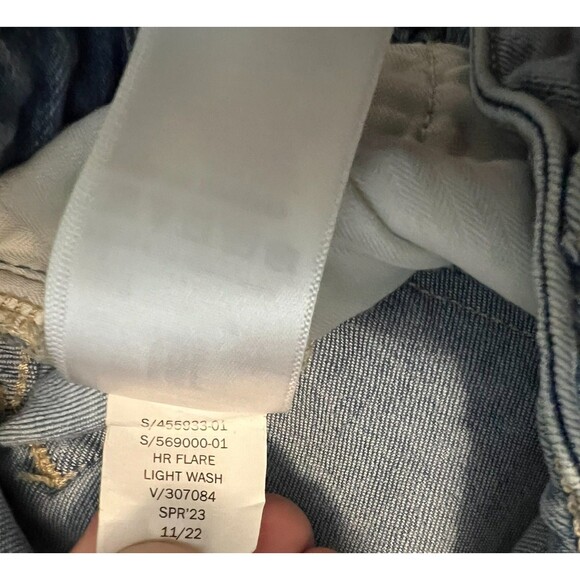 S/455933-01
S/569000-01
HR FLARE
LIGHT WASH
V/307084
SPR'23
11/22